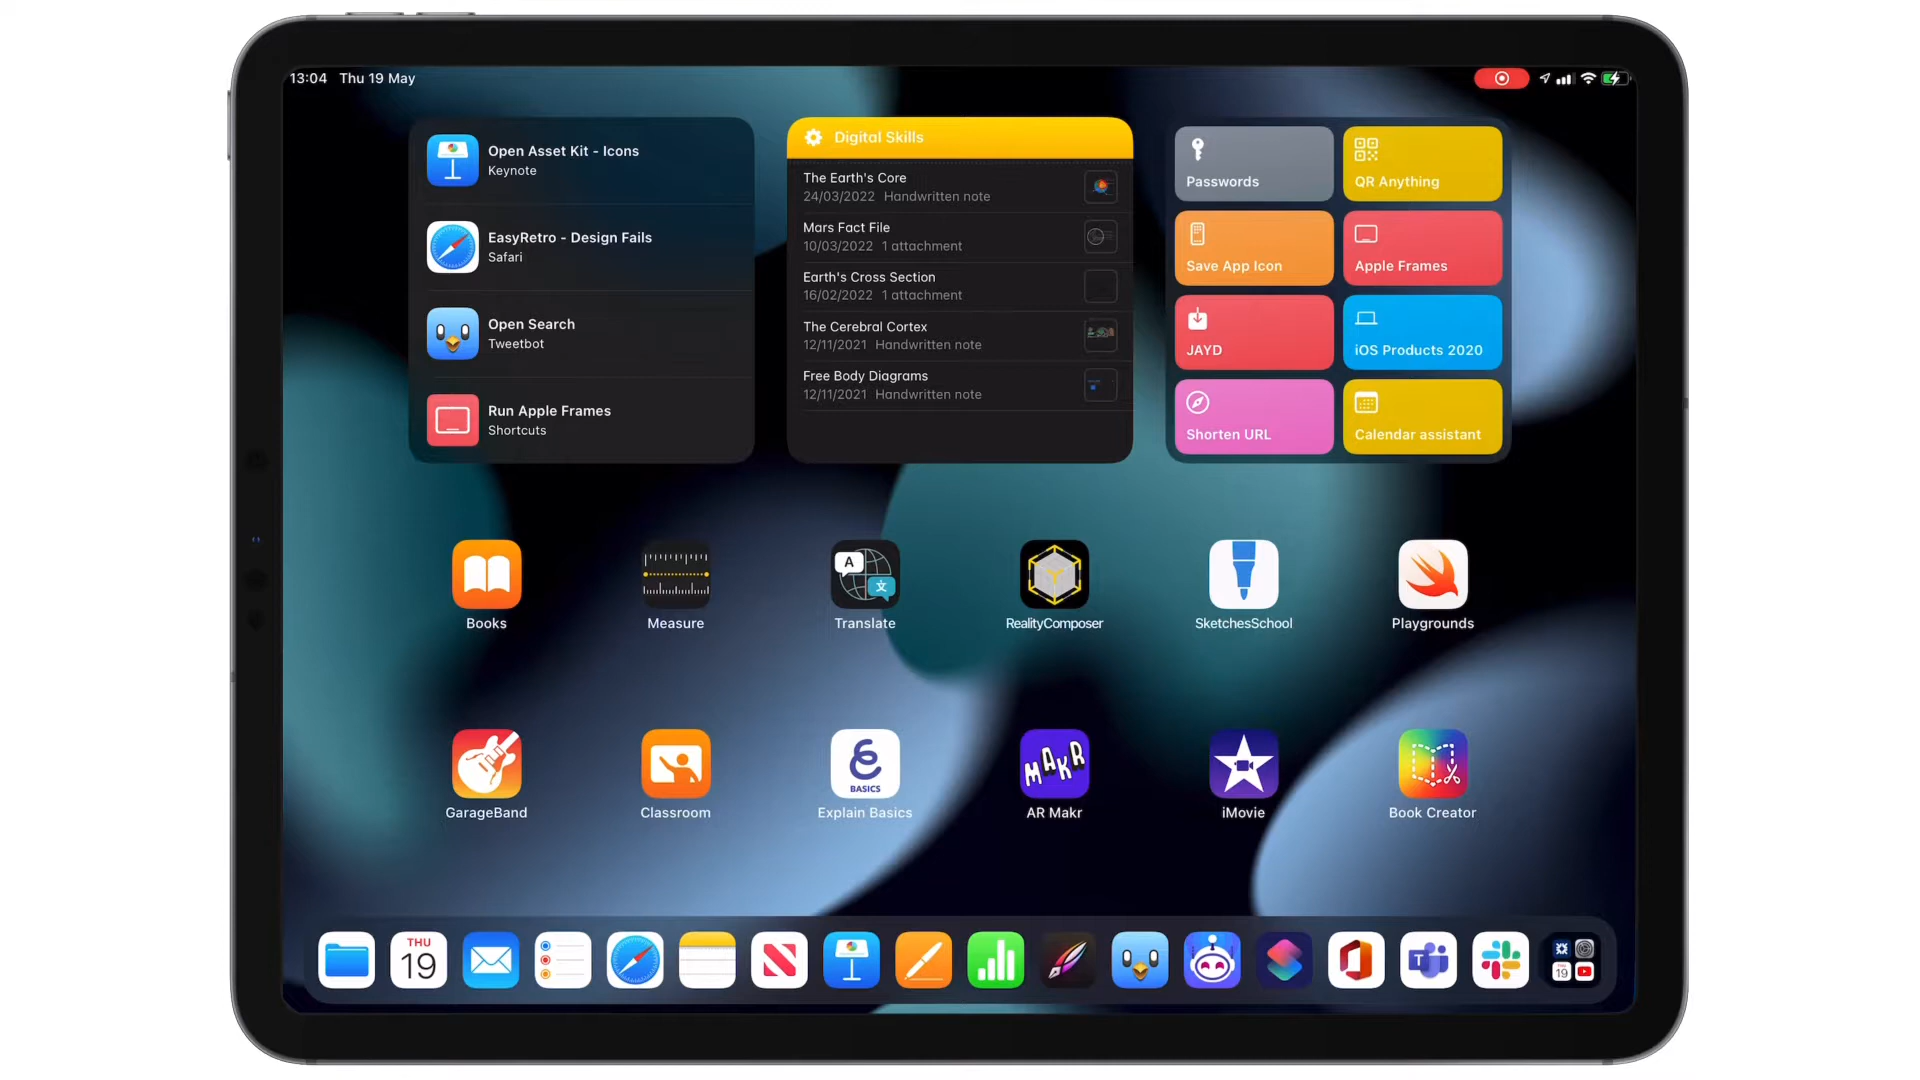 13:04 Thu 19 May
Open Asset Kit - Icons
Keynote
EasyRetro - Design Fails
Safari
Open Search
Tweetbot
Run Apple Frames
Shortcuts
Digital Skills
The Earth's Core
24/03/2022 Handwritten note
Mars Fact File
10/03/2022 1 attachment
Earth's Cross Section
16/02/2022 1 attachment
The Cerebral Cortex
12/11/2021 Handwritten note
Free Body Diagrams
12/11/2021 Handwritten note
Passwords
QR Anything
Save App Icon
Apple Frames
JAYD
iOS Products 2020
Shorten URL
Calendar assistant
A
文
Books
Measure
Translate
RealityComposer
SketchesSchool
Playgrounds
BASICS
MAKR
GarageBand
Classroom
Explain Basics
AR Makr
iMovie
Book Creator
THU
19
T
19